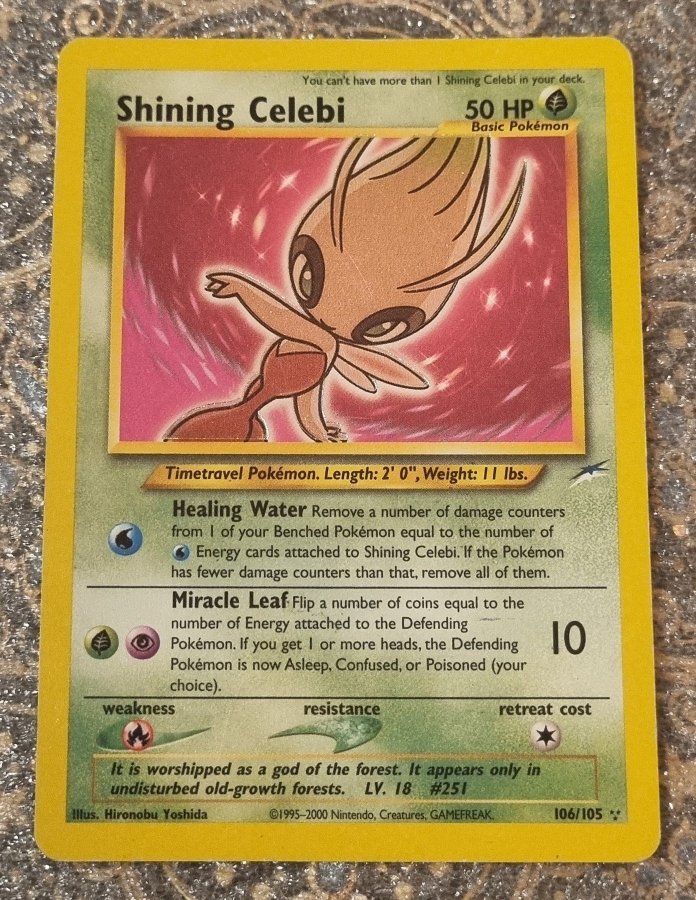 You can't have more than 1 Shining Celebi in your deck.
Shining Celebi 50 HP
Basic Pokémon
Timetravel Pokémon. Length: 2' 0", Weight: 11 lbs.
Healing Water Remove a number of damage counters
from 1 of your Benched Pokémon equal to the number of
Energy cards attached to Shining Celebi. If the Pokémon
has fewer damage counters than that, remove all of them.
Miracle Leaf Flip a number of coins equal to the
number of Energy attached to the Defending
Pokémon. If you get 1 or more heads, the Defending 10
Pokémon is now Asleep, Confused, or Poisoned (your
choice).
weakness resistance retreat cost
It is worshipped as a god of the forest. It appears only in
undisturbed old-growth forests. LV. 18 #251
Illus. Hironobu Yoshida ©1995–2000 Nintendo, Creatures, GAMEFREAK. 106/105